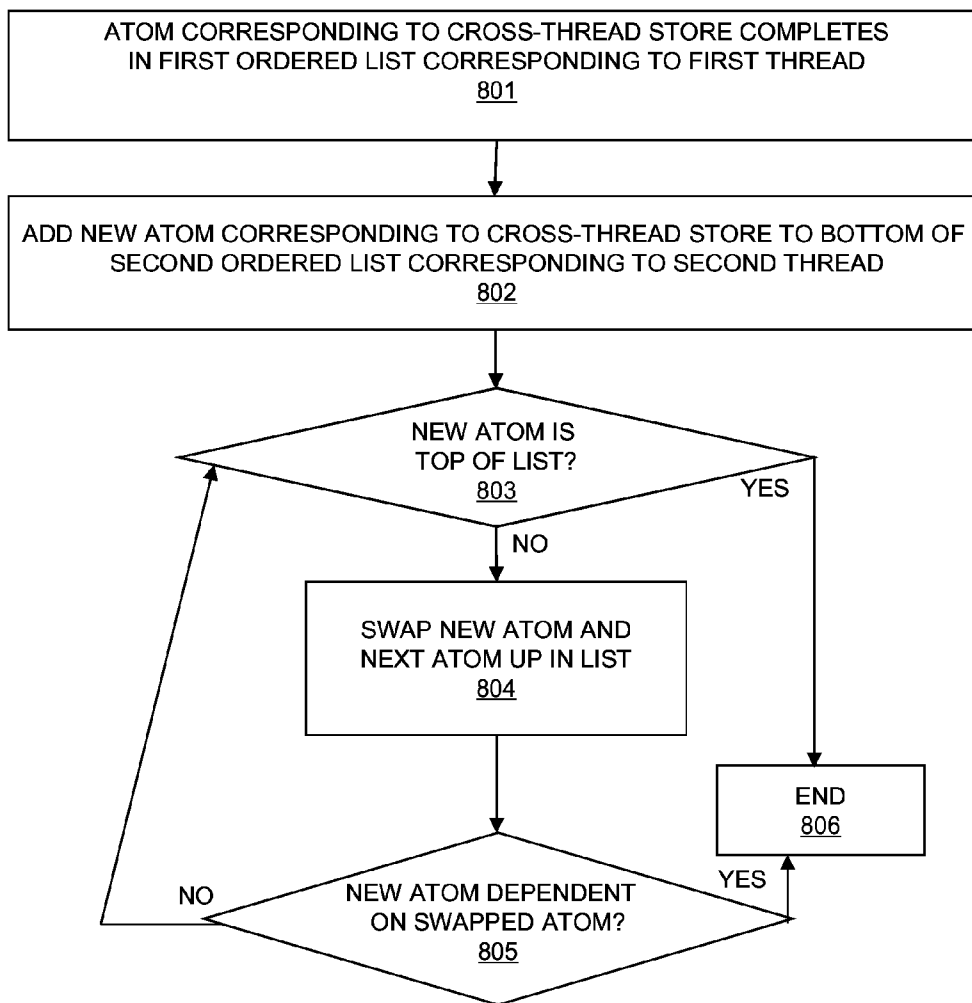 ATOM CORRESPONDING TO CROSS-THREAD STORE COMPLETES
IN FIRST ORDERED LIST CORRESPONDING TO FIRST THREAD
801
ADD NEW ATOM CORRESPONDING TO CROSS-THREAD STORE TO BOTTOM OF
SECOND ORDERED LIST CORRESPONDING TO SECOND THREAD
802
NEW ATOM IS
TOP OF LIST?
803
YES
NO
SWAP NEW ATOM AND
NEXT ATOM UP IN LIST
804
END
806
NO
YES
NEW ATOM DEPENDENT
ON SWAPPED ATOM?
805